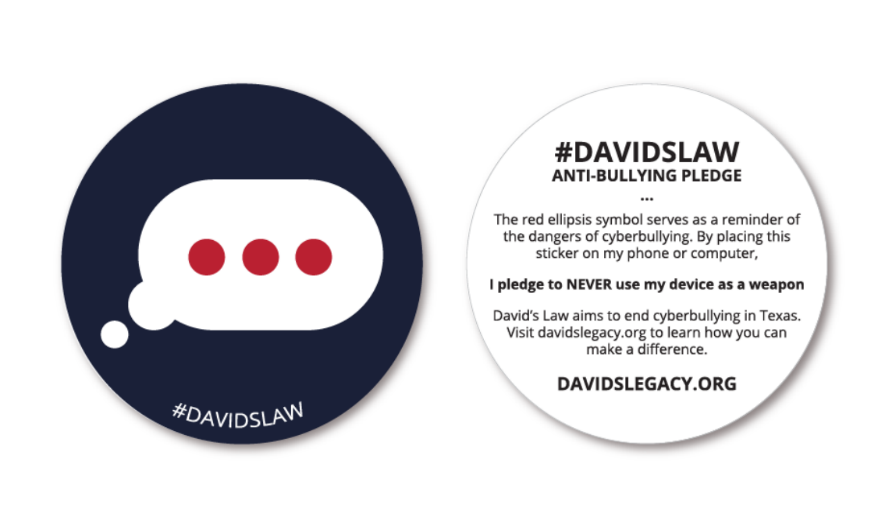 #DAVIDSLAW
#DAVIDSLAW
ANTI-BULLYING PLEDGE
...
The red ellipsis symbol serves as a reminder of
the dangers of cyberbullying. By placing this
sticker on my phone or computer,
I pledge to NEVER use my device as a weapon
David's Law aims to end cyberbullying in Texas.
Visit davidslegacy.org to learn how you can
make a difference.
DAVIDSLEGACY.ORG